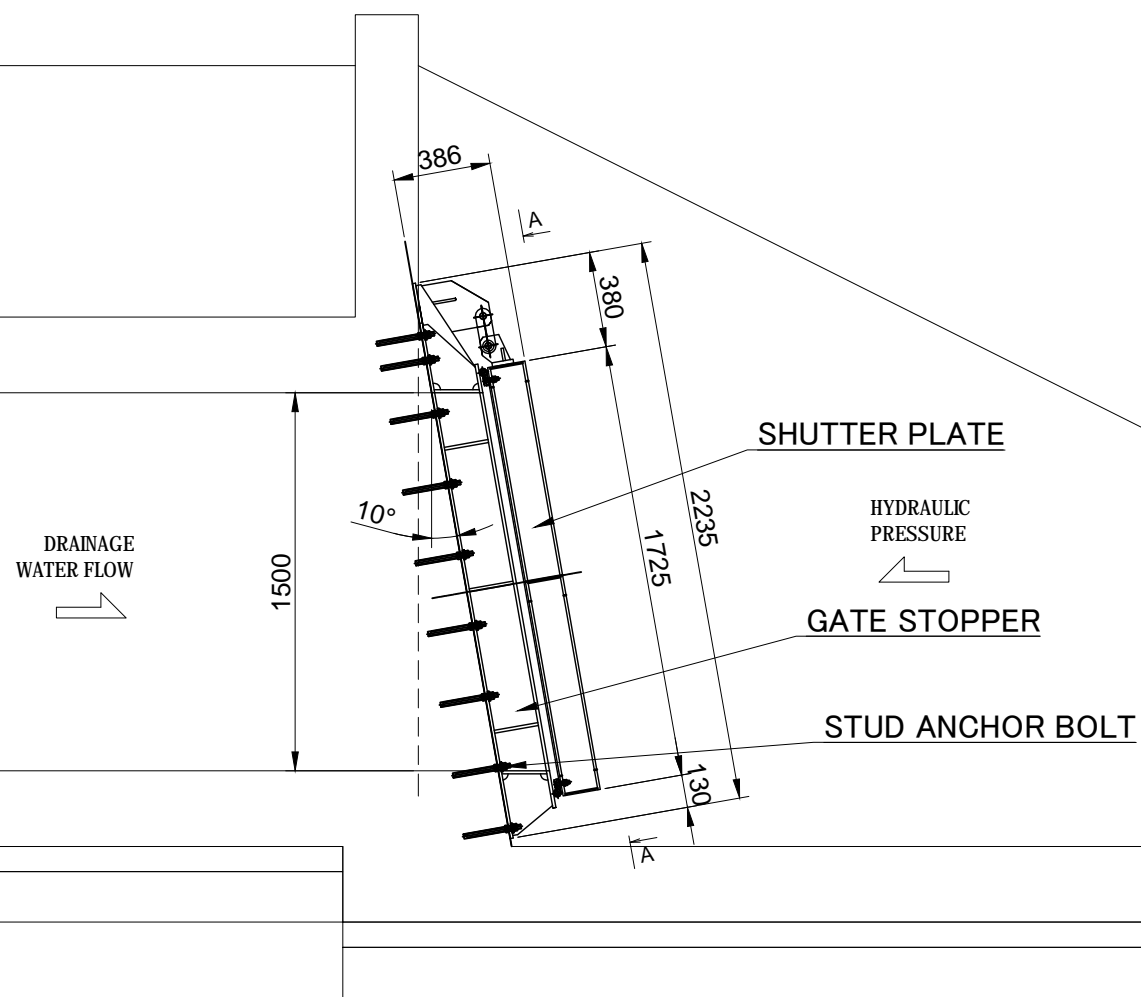 386
A
380
SHUTTER PLATE
2235
HYDRAULIC
PRESSURE
10°
1725
DRAINAGE
WATER FLOW
1500
GATE STOPPER
STUD ANCHOR BOLT
130
A